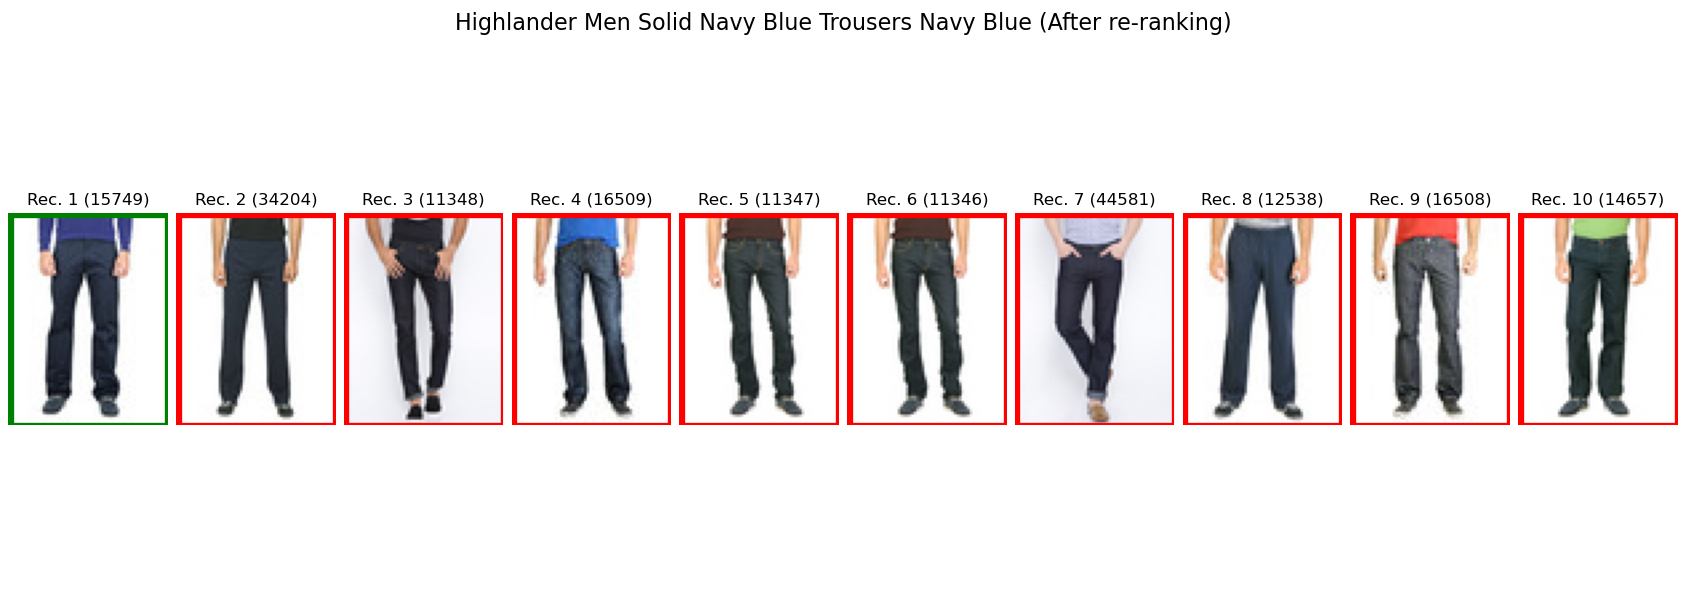 Highlander Men Solid Navy Blue Trousers Navy Blue (After re-ranking)
Rec. 1 (15749) Rec. 2 (34204) Rec. 3 (11348) Rec. 4 (16509) Rec. 5 (11347) Rec. 6 (11346) Rec. 7 (44581) Rec. 8 (12538) Rec. 9 (16508) Rec. 10 (14657)